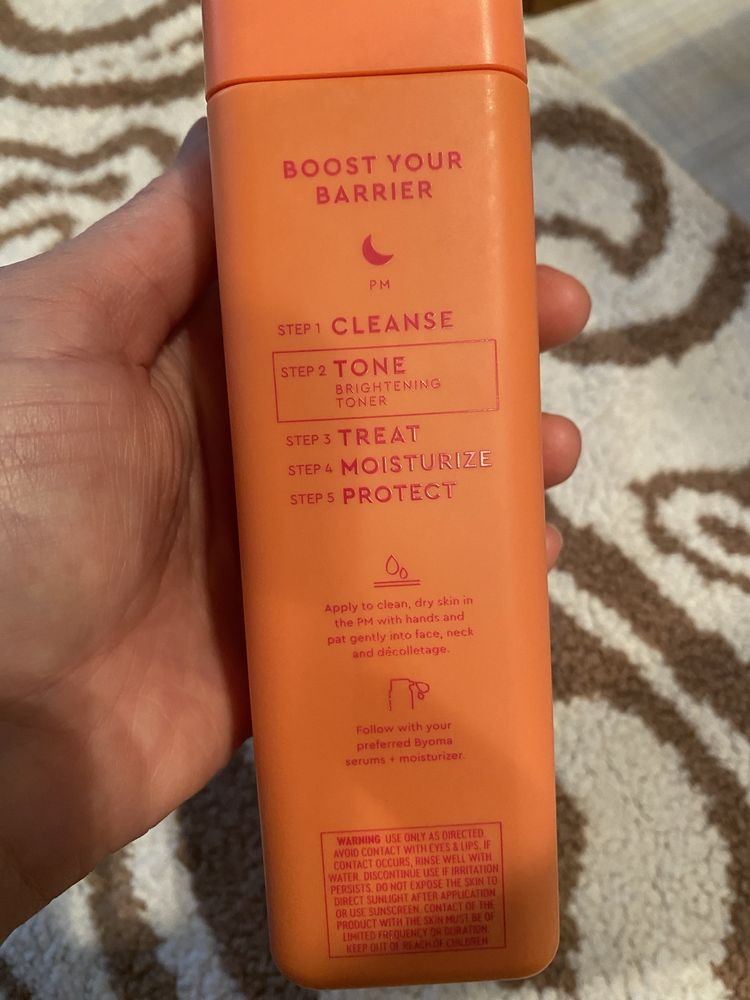 BOOST YOUR
BARRIER
PM
STEP 1 CLEANSE
STEP 2 TONE
BRIGHTENING
TONER
STEP 3 TREAT
STEP 4 MOISTURIZE
STEP 5 PROTECT
Apply to clean, dry skin in
the PM with hands and
pat gently into face, neck
and décolletage.
Follow with your
preferred Byoma
serums + moisturizer.
WARNING USE ONLY AS DIRECTED.
AVOID CONTACT WITH EYES & LIPS. IF
CONTACT OCCURS, RINSE WELL WITH
WATER. DISCONTINUE USE IF IRRITATION
PERSISTS. DO NOT EXPOSE THE SKIN TO
DIRECT SUNLIGHT AFTER APPLICATION
OR USE SUNSCREEN. CONTACT OF THE
PRODUCT WITH THE SKIN MUST BE OF
LIMITED FREQUENCY OR DURATION.
KEEP OUT OF REACH OF CHILDREN